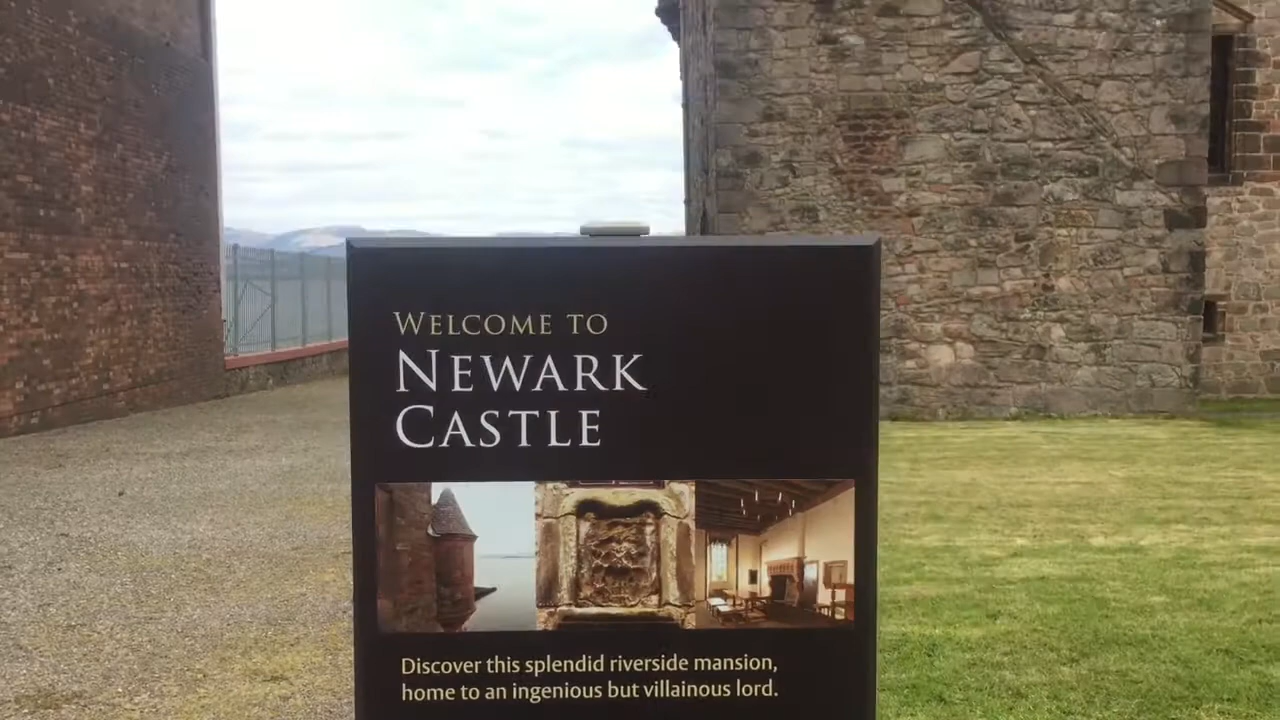 Welcome to
Newark
Castle
Discover this splendid riverside mansion,
home to an ingenious but villainous lord.